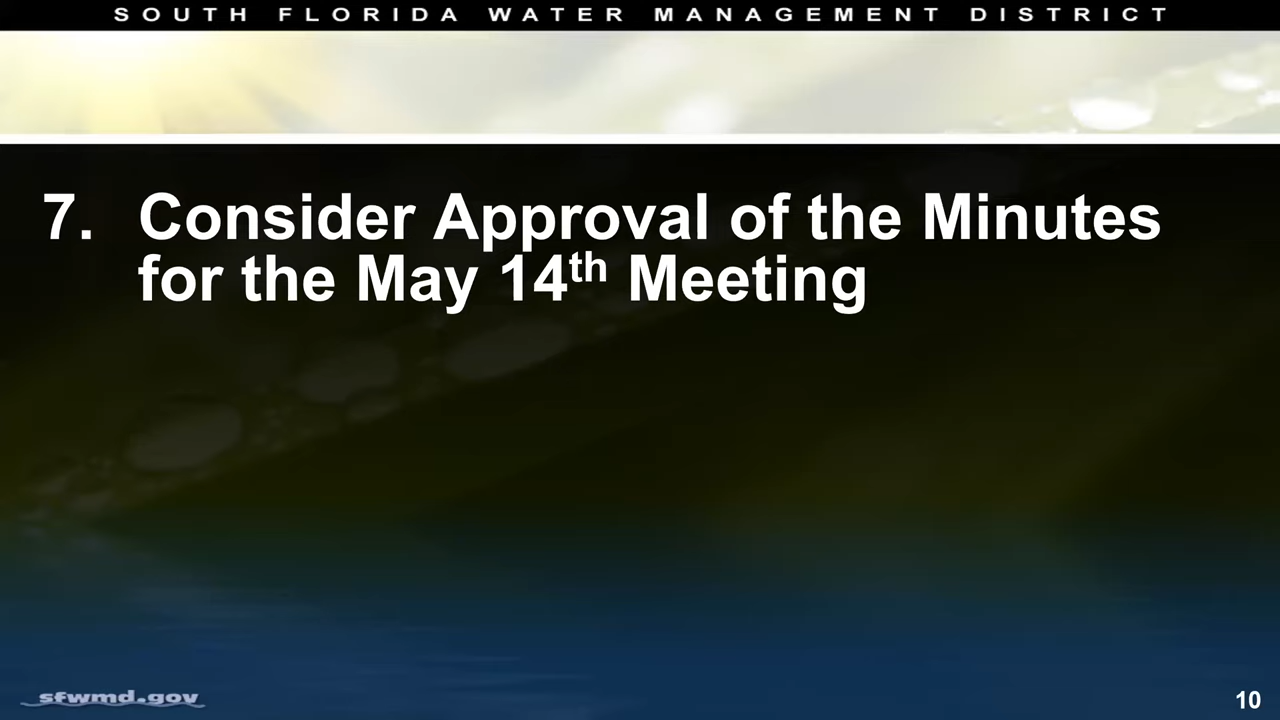 SOUTH FLORIDA WATER MANAGEMENT DISTRICT
7. Consider Approval of the Minutes
for the May 14th Meeting
sfwmd.gov
10